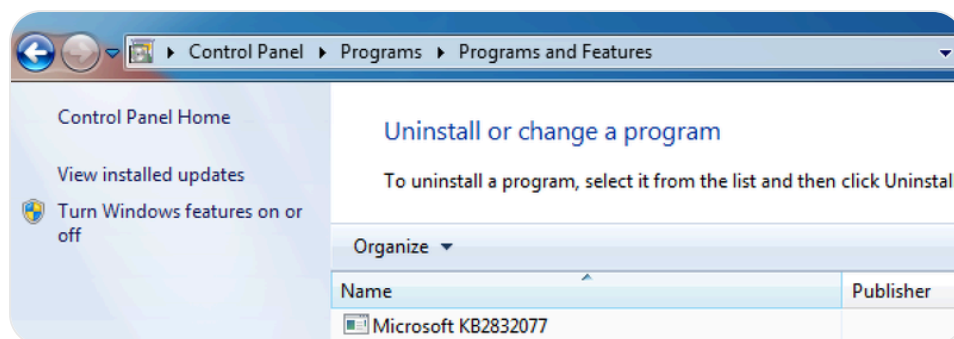 Control Panel Programs Programs and Features
Control Panel Home
View installed updates
Turn Windows features on or
off
Uninstall or change a program
To uninstall a program, select it from the list and then click Uninstal
Organize
Name Publisher
Microsoft KB2832077